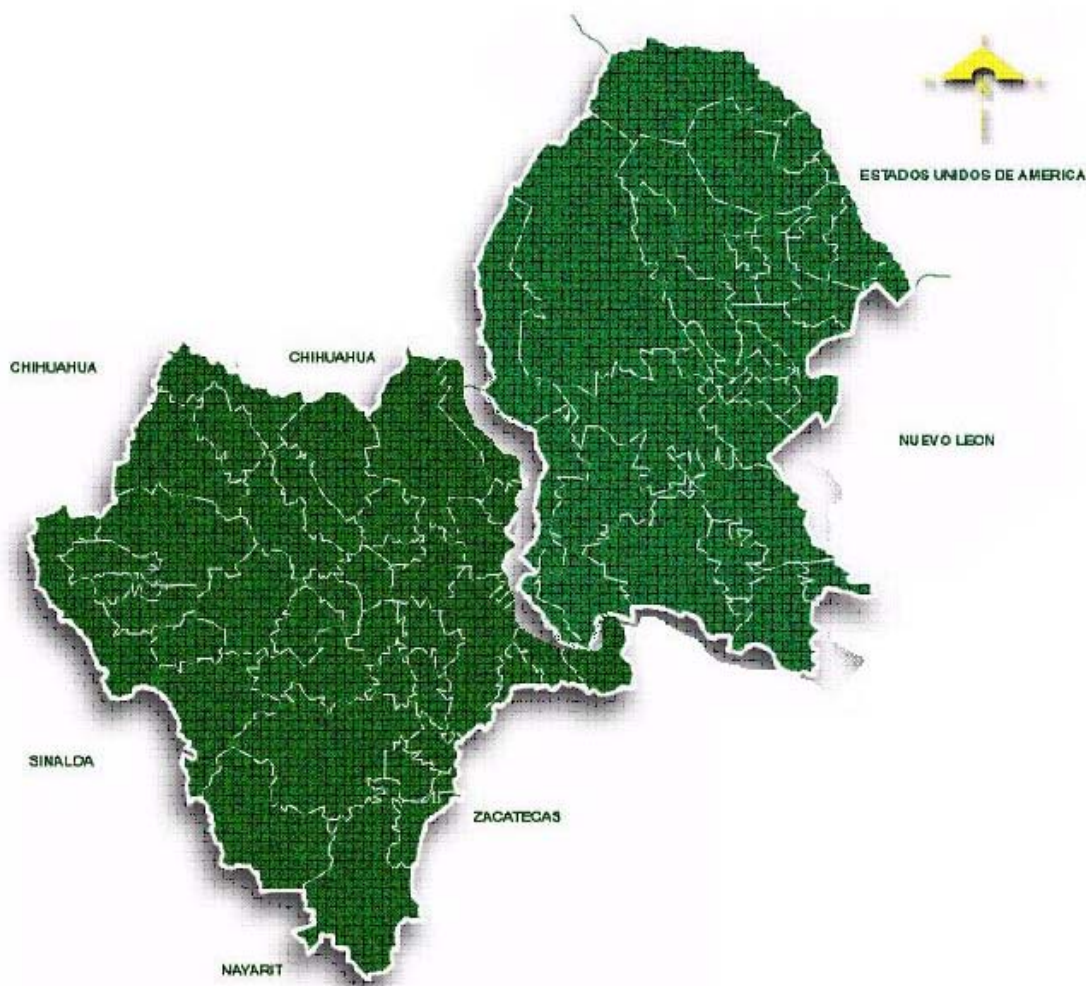 ESTADOS UNIDOS DE AMERICA
CHIHUAHUA
CHIHUAHUA
NUEVO LEON
SINALOA
ZACATECAS
NAYARIT